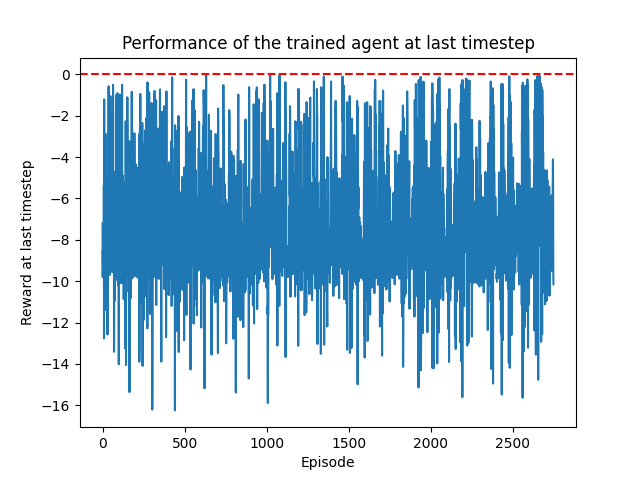 Performance of the trained agent at last timestep
0
−2
−4
−6
−8
−10
−12
−14
−16
Reward at last timestep
0 500 1000 1500 2000 2500
Episode